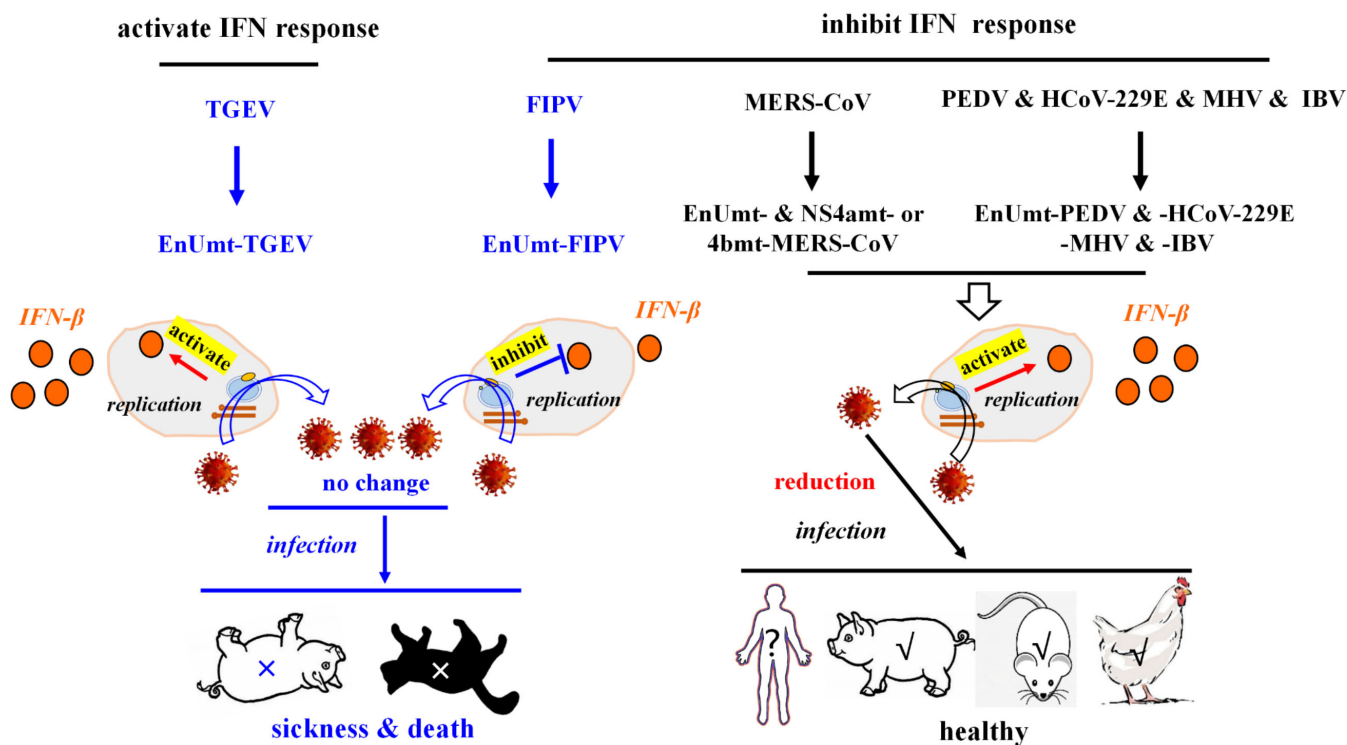 activate IFN response
inhibit IFN response
TGEV
FIPV
MERS-CoV
PEDV & HCoV-229E & MHV & IBV
EnUmt-TGEV
EnUmt-FIPV
EnUmt- & NS4amt- or
4bmt-MERS-CoV
EnUmt-PEDV & -HCoV-229E
-MHV & -IBV
IFN-β
activate
replication
inhibit
replication
IFN-β
activate
replication
IFN-β
no change
infection
reduction
infection
×
×
?
√
√
√
sickness & death
healthy